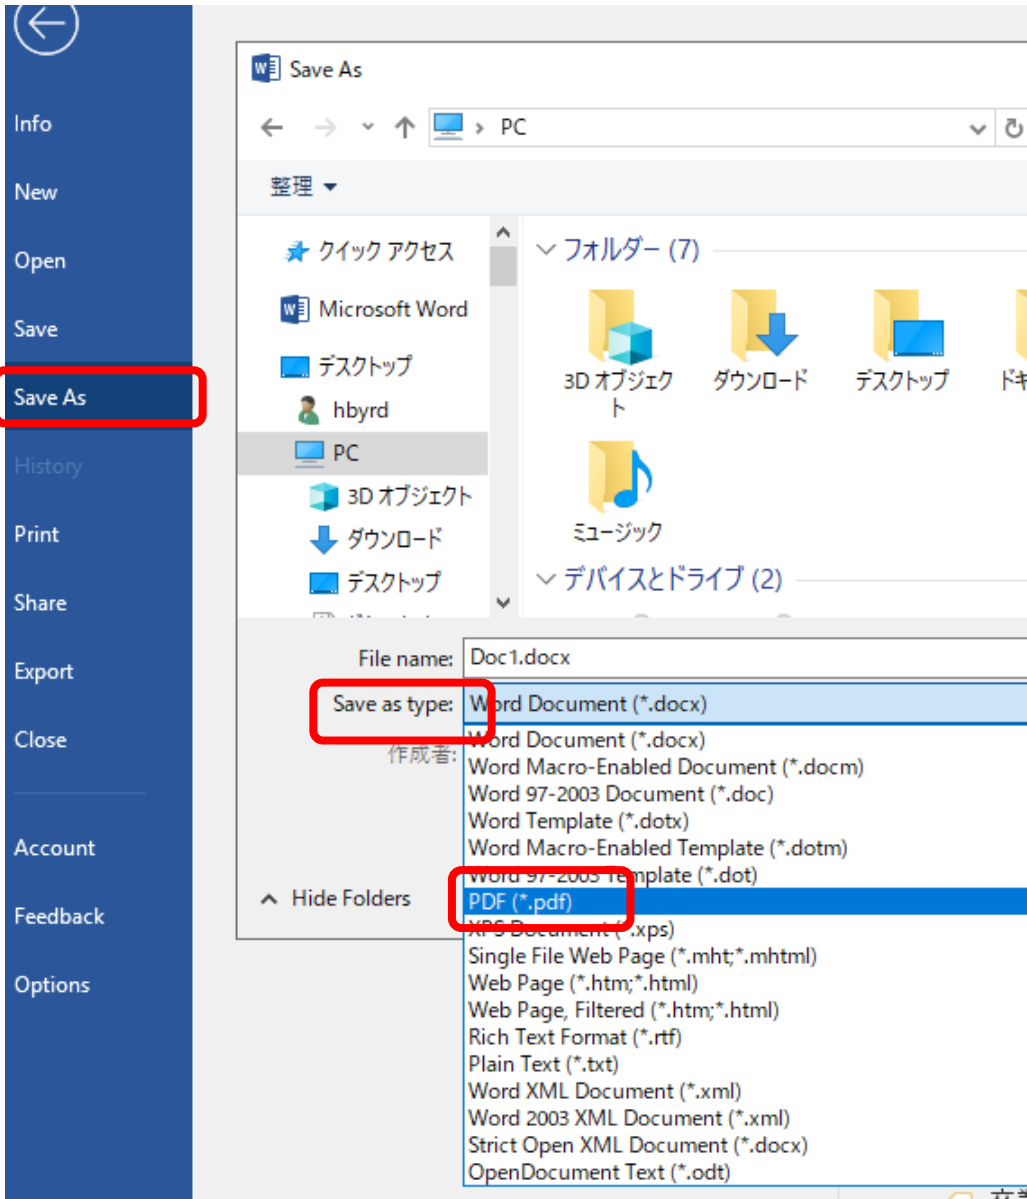 Info
New
Open
Save
Save As
History
Print
Share
Export
Close
Account
Feedback
Options
Save As
PC
整理
クイック アクセス
Microsoft Word
デスクトップ
hbyrd
PC
3D オブジェクト
ダウンロード
デスクトップ
フォルダー (7)
3D オブジェク
ト
ダウンロード
デスクトップ
ドキ
ミュージック
デバイスとドライブ (2)
File name:
Doc1.docx
Save as type:
Word Document (*.docx)
作成者:
Word Document (*.docx)
Word Macro-Enabled Document (*.docm)
Word 97-2003 Document (*.doc)
Word Template (*.dotx)
Word Macro-Enabled Template (*.dotm)
Word 97-2003 Template (*.dot)
PDF (*.pdf)
XPS Document (*.xps)
Single File Web Page (*.mht;*.mhtml)
Web Page (*.htm;*.html)
Web Page, Filtered (*.htm;*.html)
Rich Text Format (*.rtf)
Plain Text (*.txt)
Word XML Document (*.xml)
Word 2003 XML Document (*.xml)
Strict Open XML Document (*.docx)
OpenDocument Text (*.odt)
Hide Folders